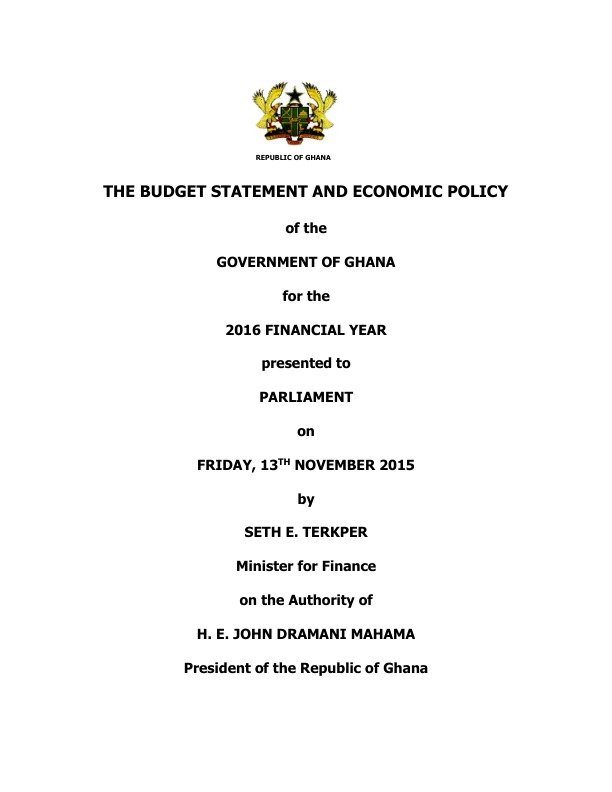 REPUBLIC OF GHANA
THE BUDGET STATEMENT AND ECONOMIC POLICY
of the
GOVERNMENT OF GHANA
for the
2016 FINANCIAL YEAR
presented to
PARLIAMENT
on
FRIDAY, 13TH NOVEMBER 2015
by
SETH E. TERKPER
Minister for Finance
on the Authority of
H. E. JOHN DRAMANI MAHAMA
President of the Republic of Ghana